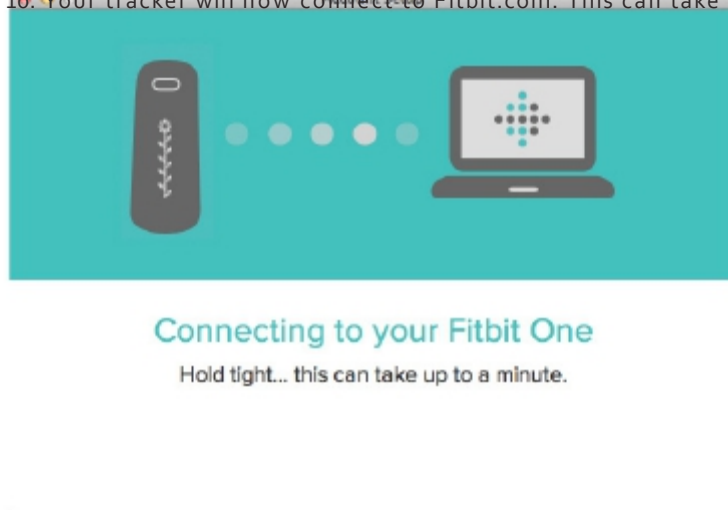 10. Your tracker will now connect to Fitbit.com. This can take
Connecting to your Fitbit One
Hold tight... this can take up to a minute.